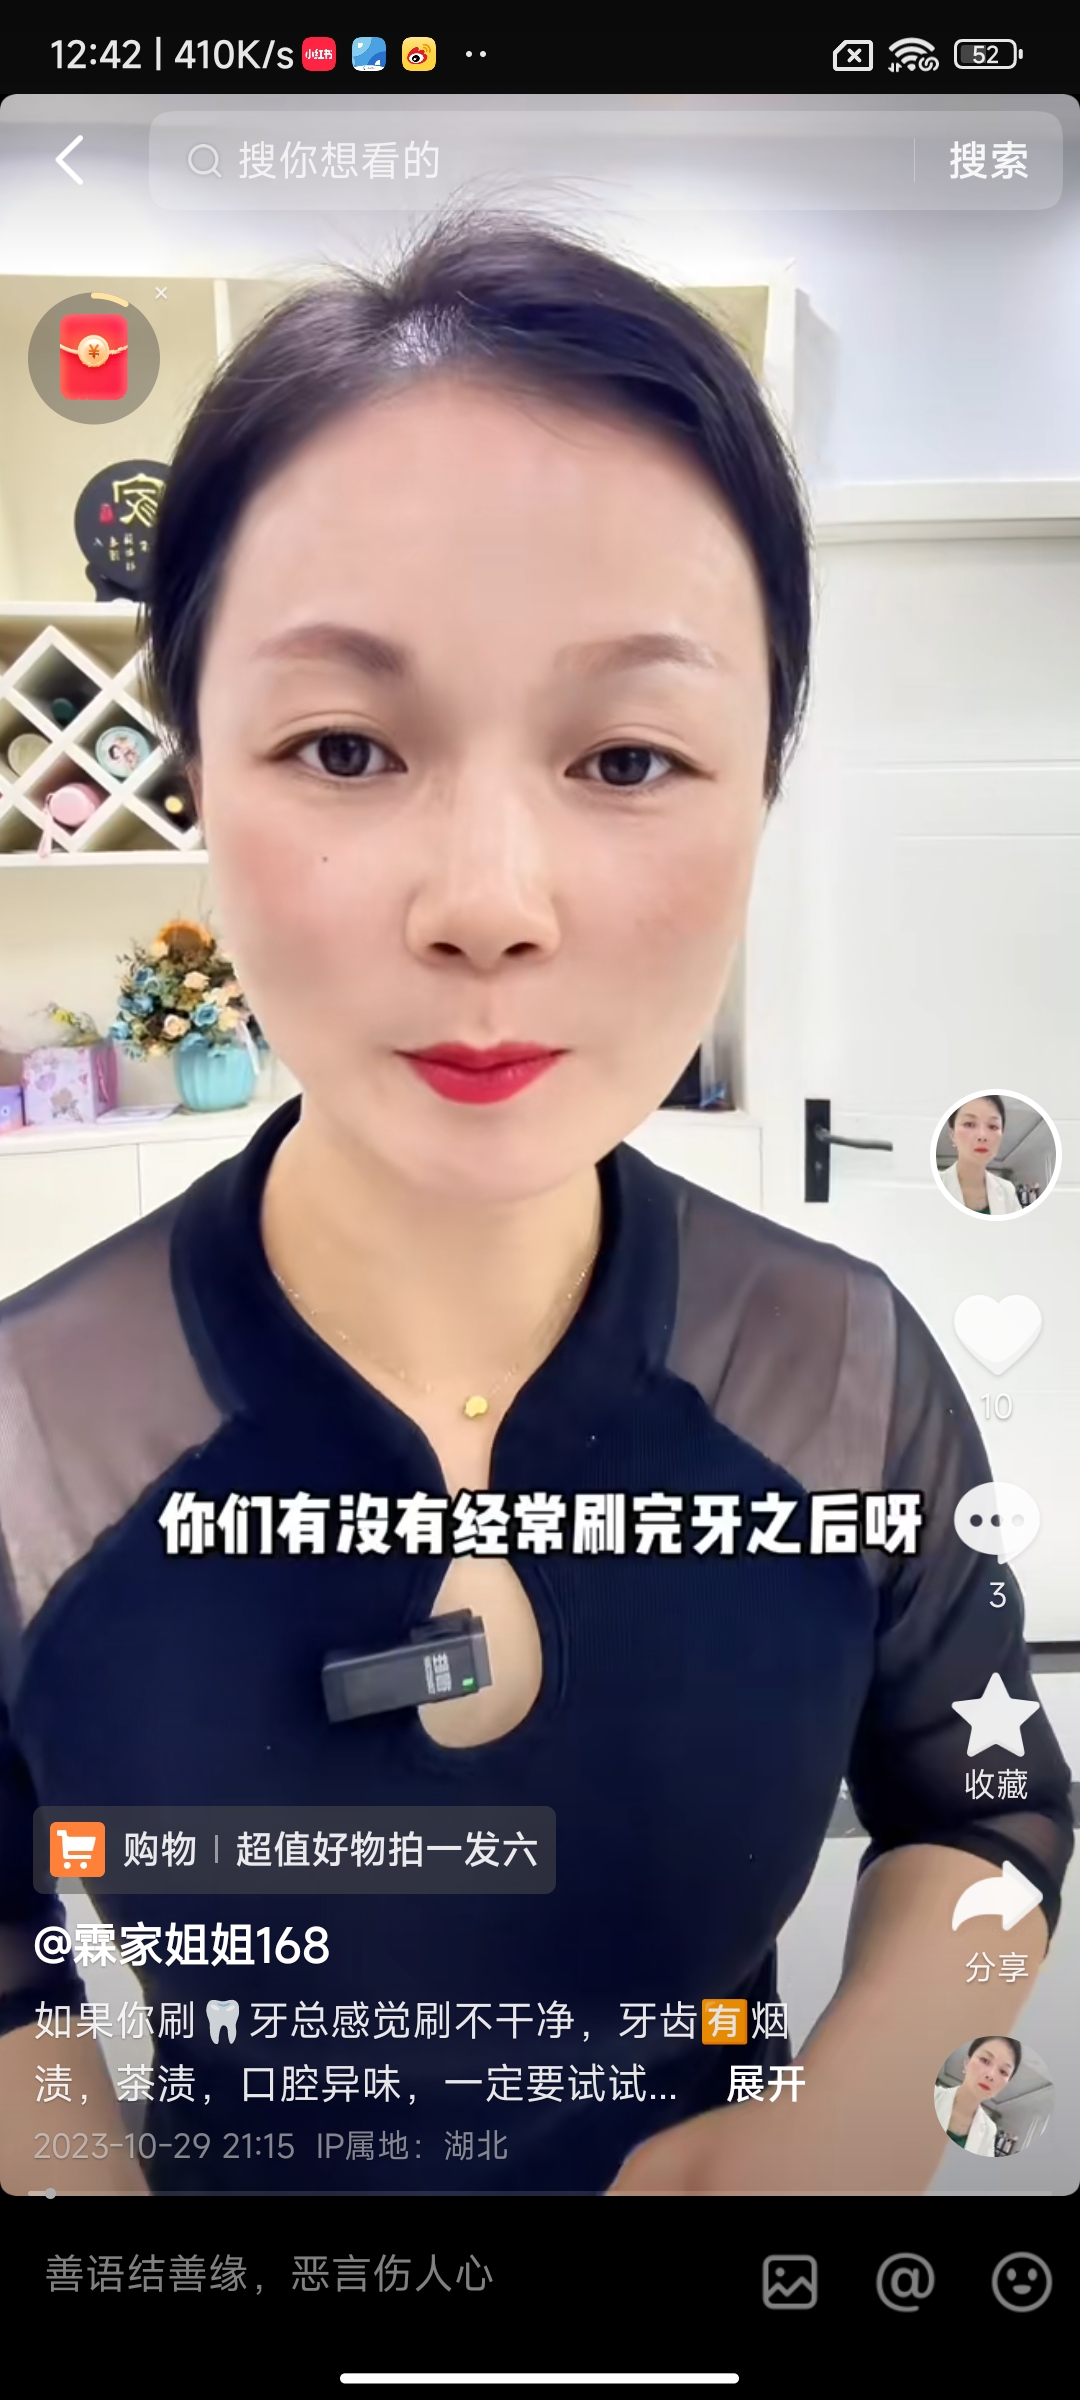 12:42 | 410K/s
小红书
52
搜你想看的
搜索
¥
家
10
你们有没有经常刷完牙之后呀
3
收藏
购物 | 超值好物拍一发六
@霖家姐姐168
分享
如果你刷🦷牙总感觉刷不干净，牙齿🈶烟
渍，茶渍，口腔异味，一定要试试... 展开
2023-10-29 21:15 IP属地：湖北
善语结善缘，恶言伤人心